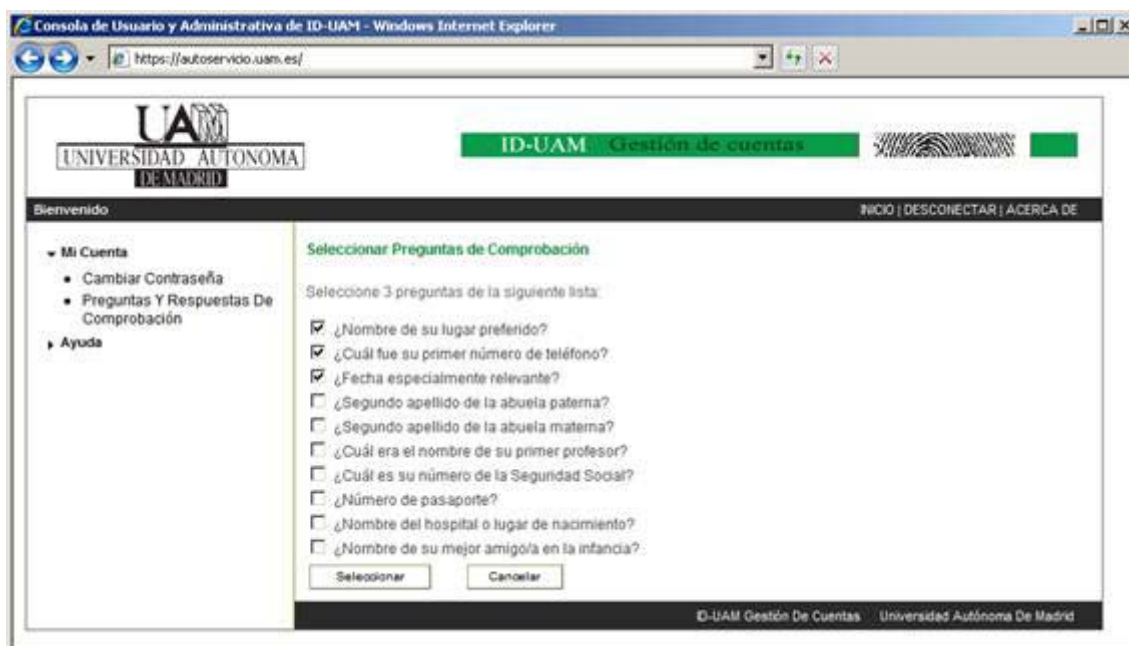 Consola de Usuario y Administrativa de ID-UAM - Windows Internet Explorer
https://autoservicio.uam.es/
UAM
UNIVERSIDAD AUTONOMA
DE MADRID
ID-UAM Gestión de cuentas
Bienvenido
INICIO | DESCONECTAR | ACERCA DE
Mi Cuenta
Cambiar Contraseña
Preguntas Y Respuestas De
Comprobación
Ayuda
Seleccionar Preguntas de Comprobación
Seleccione 3 preguntas de la siguiente lista:
¿Nombre de su lugar preferido?
¿Cuál fue su primer número de teléfono?
¿Fecha especialmente relevante?
¿Segundo apellido de la abuela paterna?
¿Segundo apellido de la abuela materna?
¿Cuál era el nombre de su primer profesor?
¿Cuál es su número de la Seguridad Social?
¿Número de pasaporte?
¿Nombre del hospital o lugar de nacimiento?
¿Nombre de su mejor amigo/a en la infancia?
Seleccionar Cancelar
ID-UAM Gestión De Cuentas Universidad Autónoma De Madrid